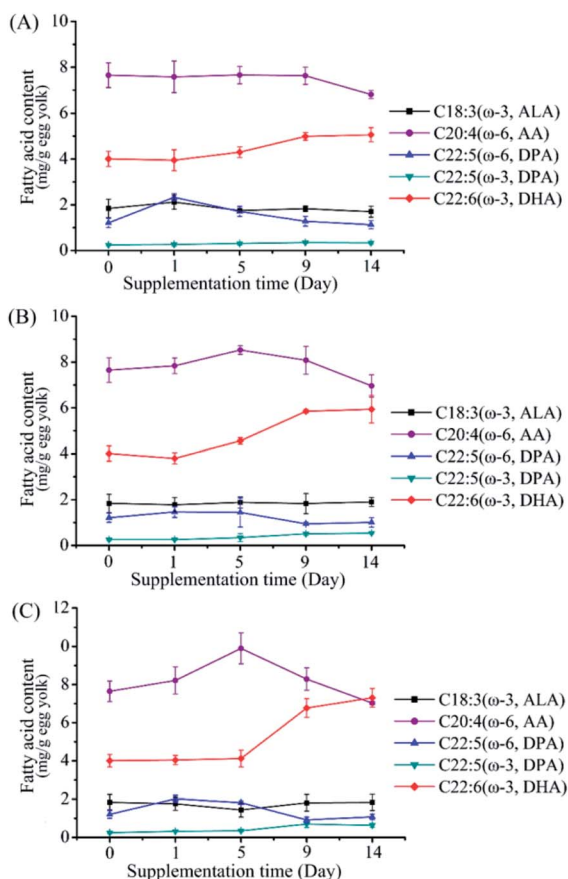 (A)
Fatty acid content
(mg/g egg yolk)
10
8
6
4
2
0
0 1 5 9 14
Supplementation time (Day)
C18:3(ω-3, ALA)
C20:4(ω-6, AA)
C22:5(ω-6, DPA)
C22:5(ω-3, DPA)
C22:6(ω-3, DHA)
(B)
Fatty acid content
(mg/g egg yolk)
10
8
6
4
2
0
0 1 5 9 14
Supplementation time (Day)
C18:3(ω-3, ALA)
C20:4(ω-6, AA)
C22:5(ω-6, DPA)
C22:5(ω-3, DPA)
C22:6(ω-3, DHA)
(C)
Fatty acid content
(mg/g egg yolk)
12
0
8
6
4
2
0
0 1 5 9 14
Supplementation time (Day)
C18:3(ω-3, ALA)
C20:4(ω-6, AA)
C22:5(ω-6, DPA)
C22:5(ω-3, DPA)
C22:6(ω-3, DHA)